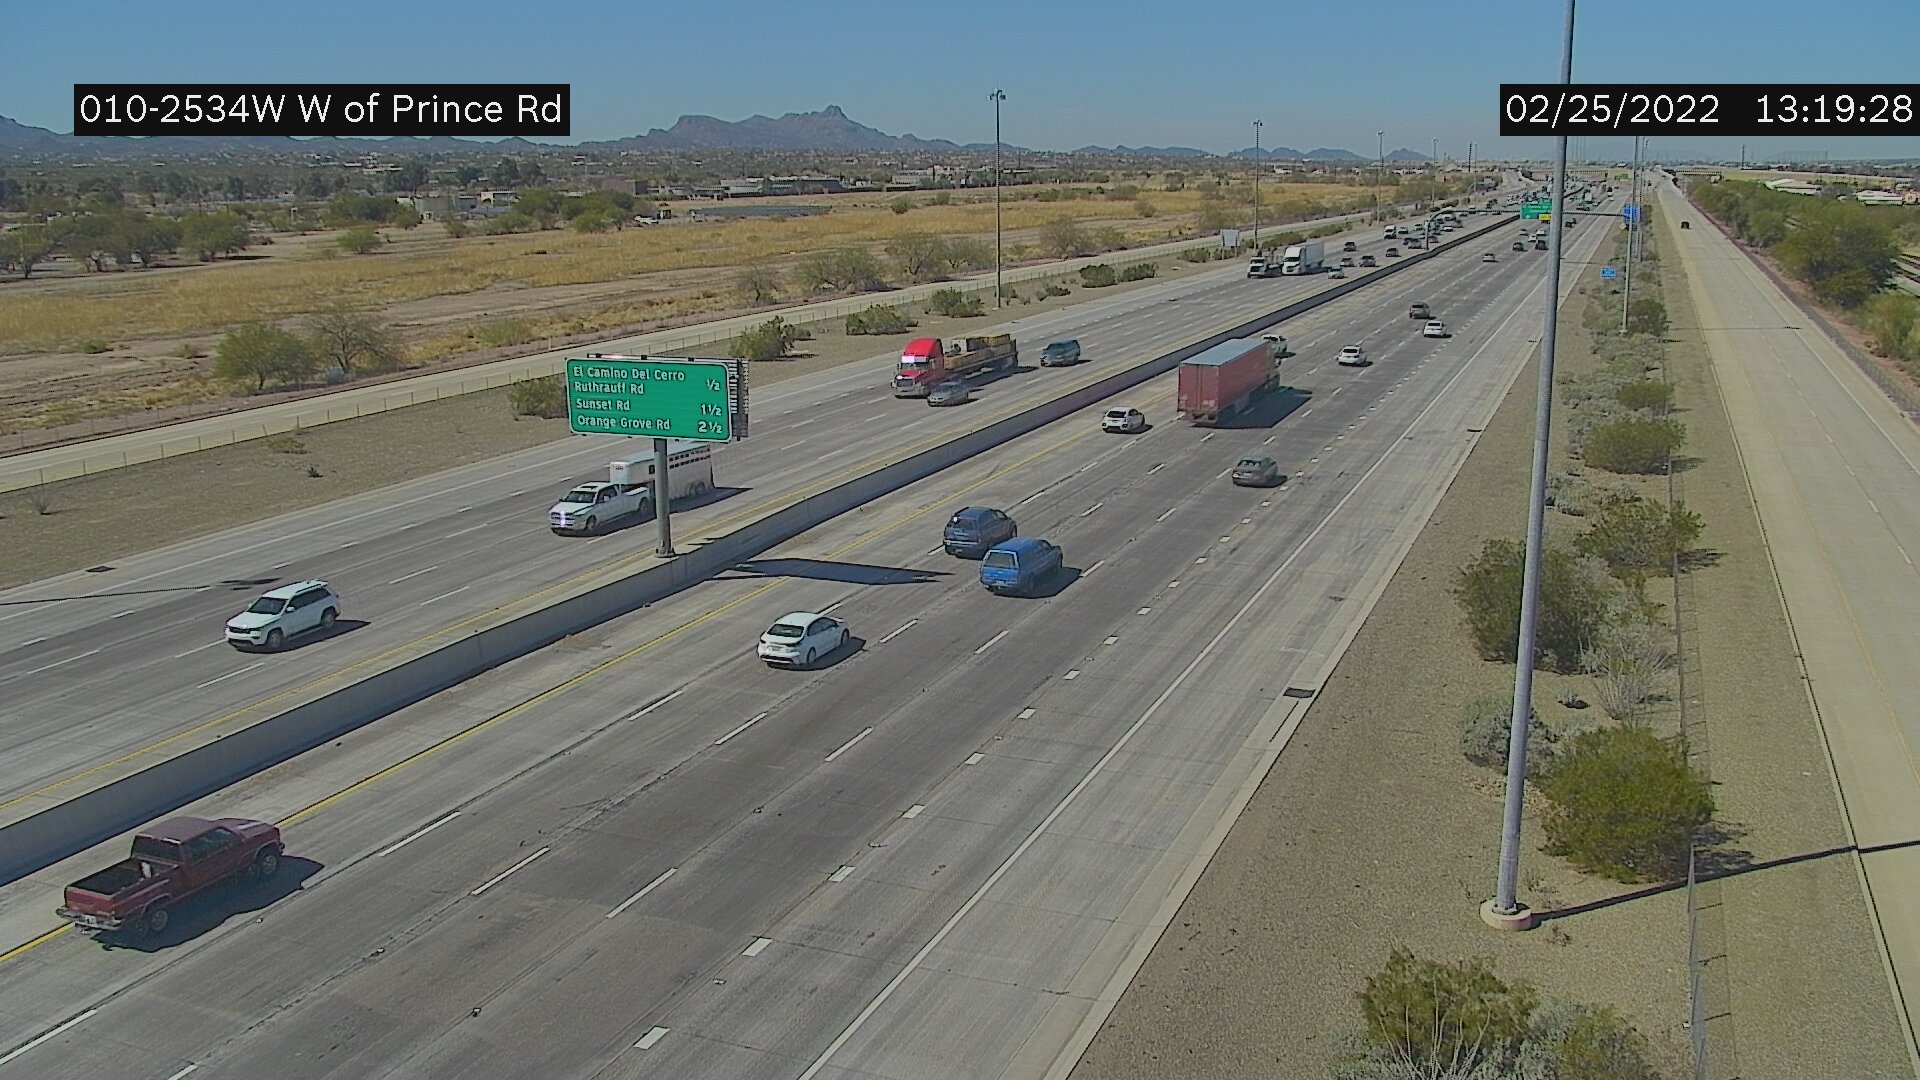 010-2534W W of Prince Rd
02/25/2022 13:19:28
El Camino Del Cerro
Ruthrauff Rd ½
Sunset Rd 1½
Orange Grove Rd 2½